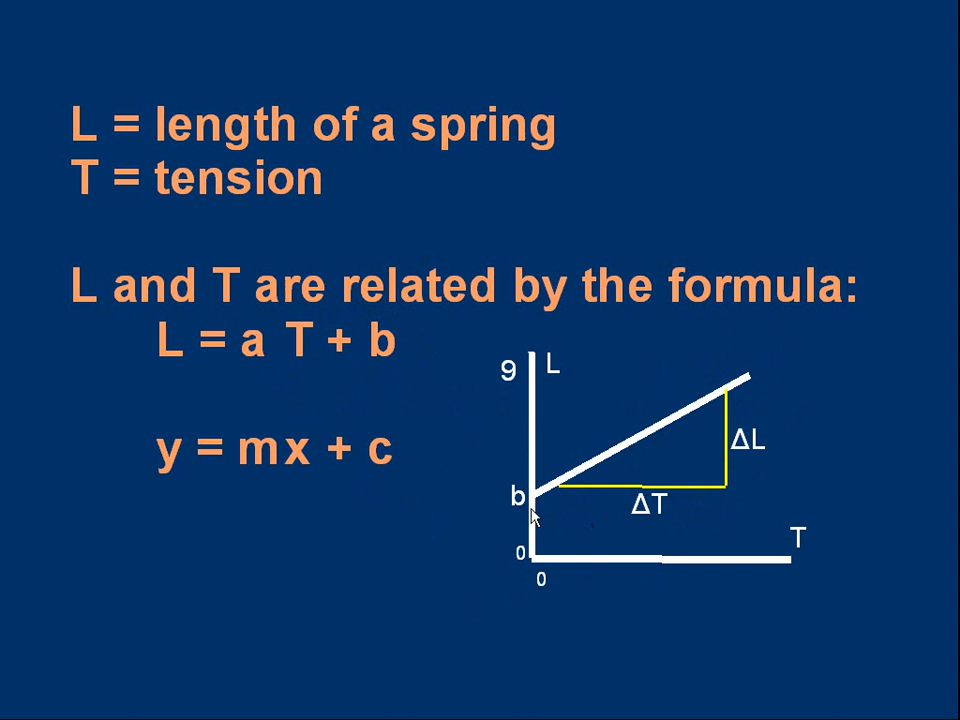 L = length of a spring
T = tension
L and T are related by the formula:
L = a T + b
y = mx + c
9 L
ΔL
b
ΔT
T
0
0